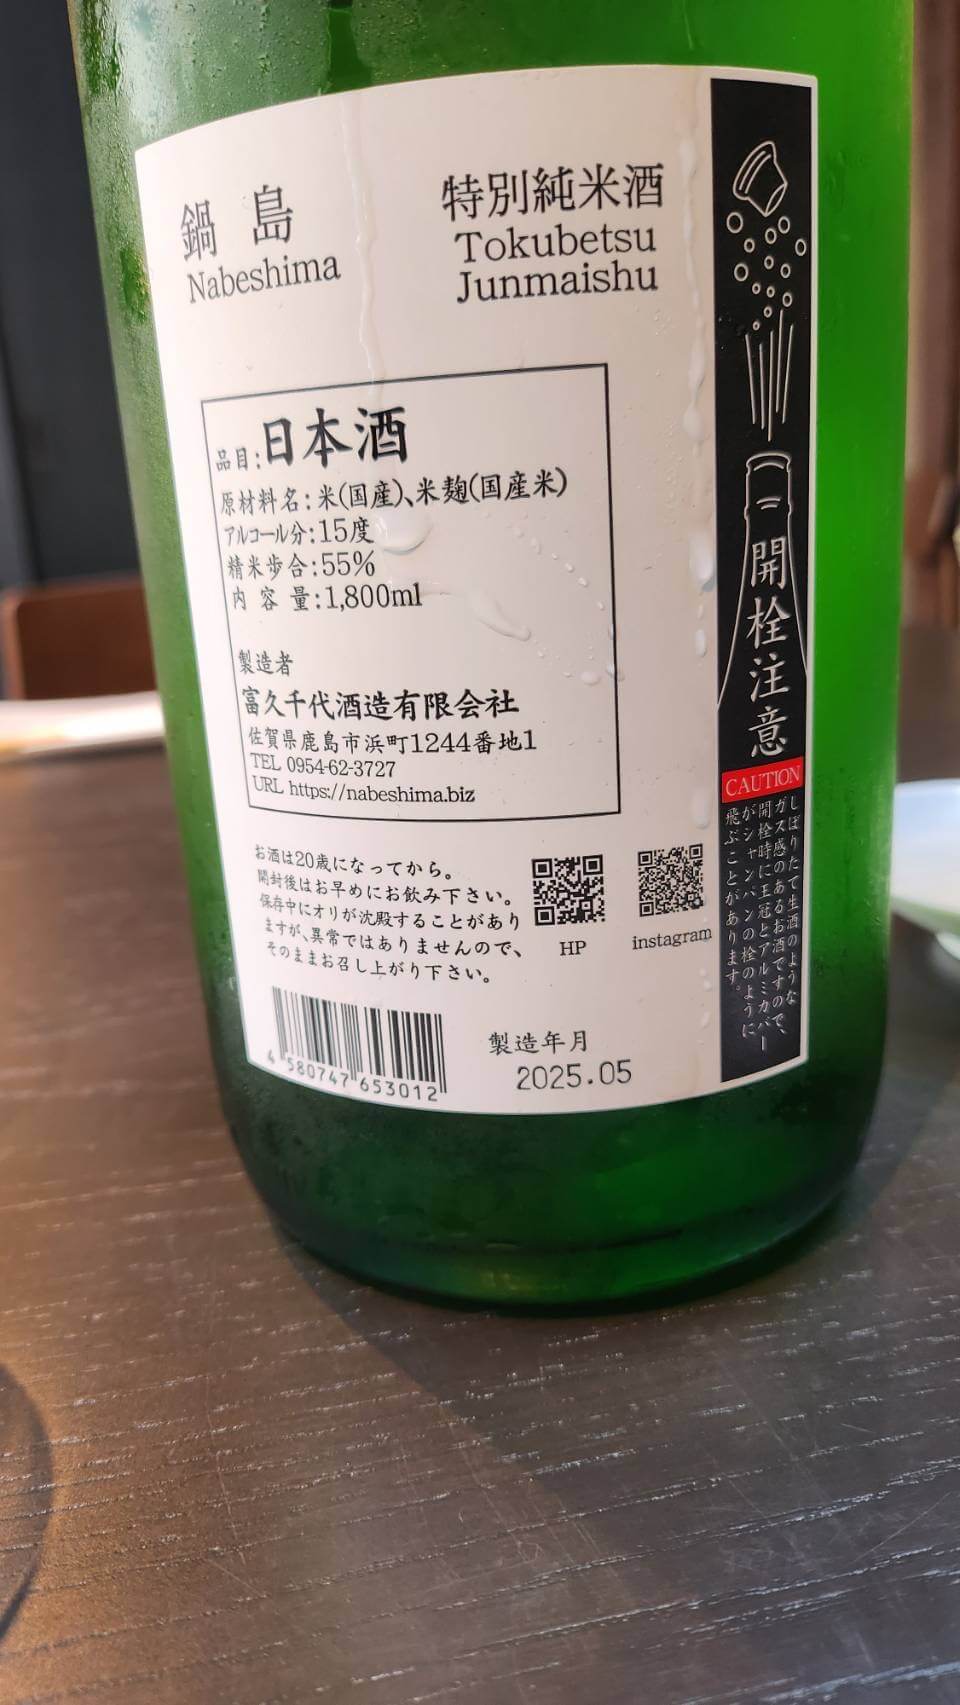 鍋島
Nabeshima
特別純米酒
Tokubetsu
Junmaishu
品目:日本酒
原材料名:米(国産)、米麹(国産米)
アルコール分:15度
精米歩合:55%
内容量:1,800ml
製造者
富久千代酒造有限会社
佐賀県鹿島市浜町1244番地1
TEL 0954-62-3727
URL https://nabeshima.biz
お酒は20歳になってから。
開封後はお早めにお飲み下さい。
保存中にオリが沈殿することがあり
ますが、異常ではありませんので、
そのままお召し上がり下さい。
HP
instagram
4 580747 653012
製造年月
2025.05
開栓注意
CAUTION
しぼりたて生酒のような
ガス感のあるお酒ですので、
開栓時に王冠とアルミカバー
がシャンパンの栓のように
飛ぶことがあります。